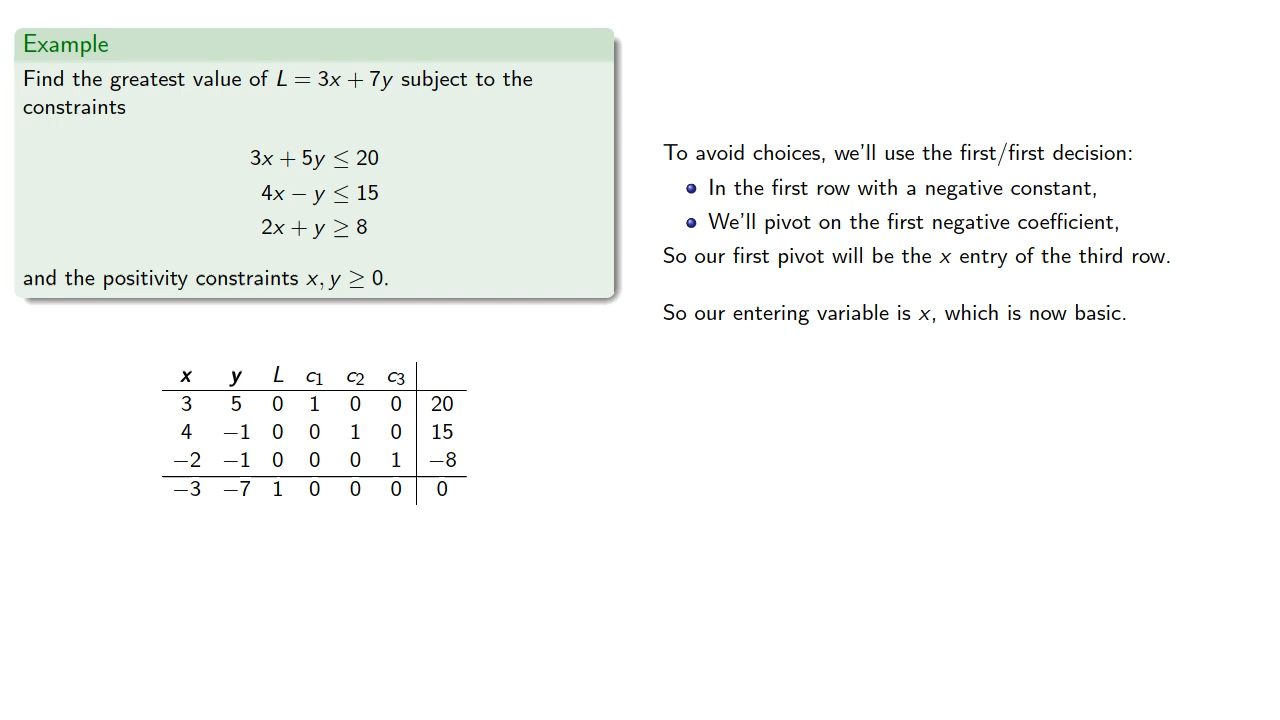 Example
Find the greatest value of L = 3x + 7y subject to the
constraints
3x + 5y ≤ 20
4x − y ≤ 15
2x + y ≥ 8
and the positivity constraints x, y ≥ 0.
x y L c₁ c₂ c₃
3 5 0 1 0 0 20
4 −1 0 0 1 0 15
−2 −1 0 0 0 1 −8
−3 −7 1 0 0 0 0
To avoid choices, we'll use the first/first decision:
In the first row with a negative constant,
We'll pivot on the first negative coefficient,
So our first pivot will be the x entry of the third row.
So our entering variable is x, which is now basic.